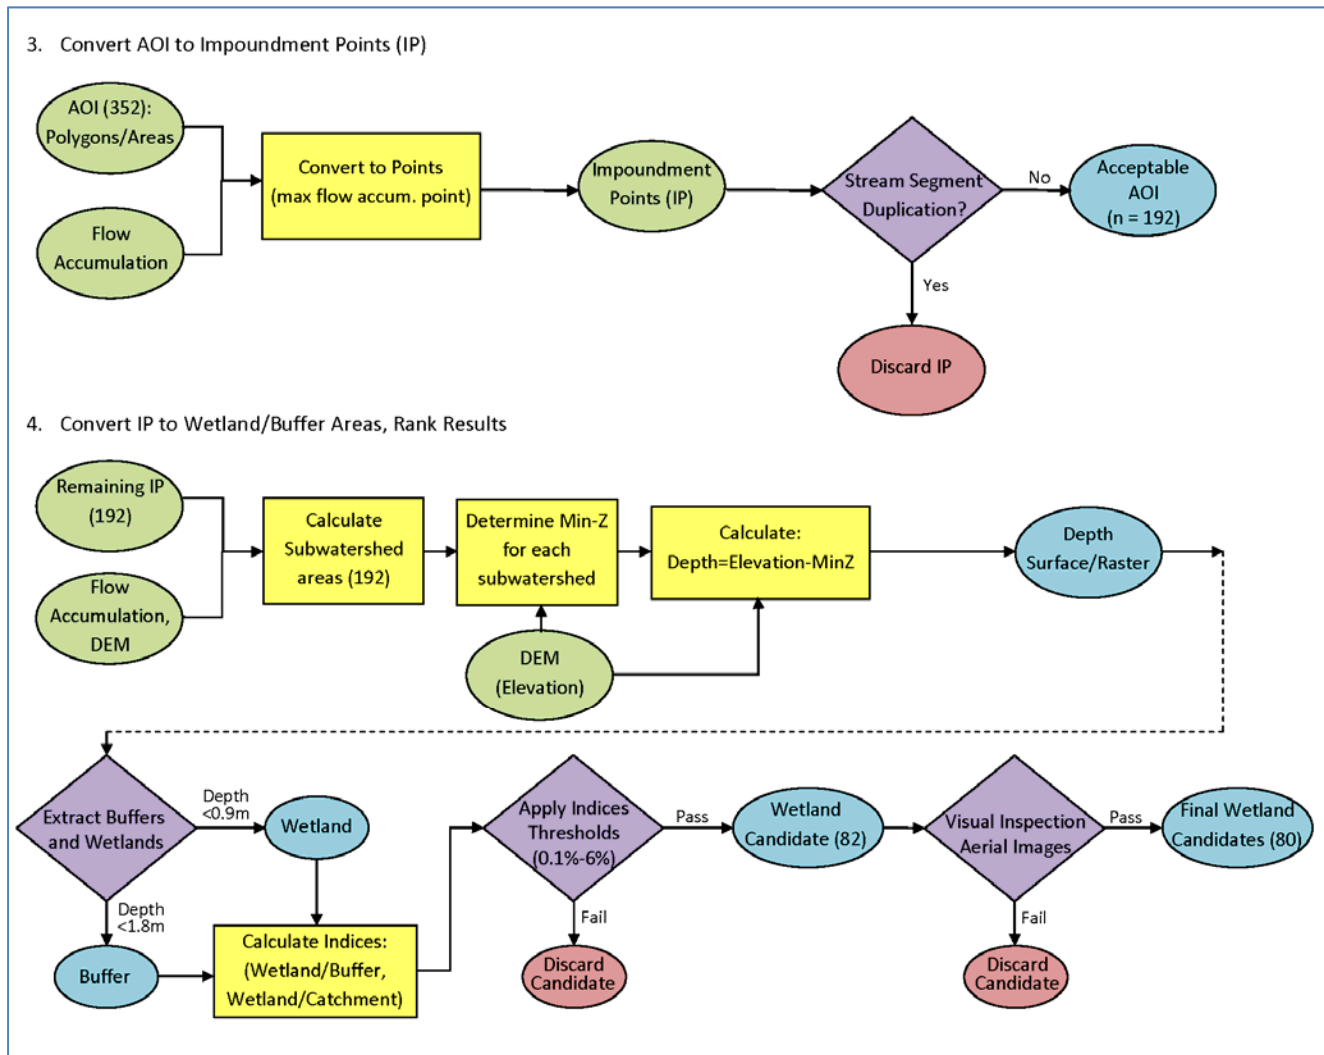 3. Convert AOI to Impoundment Points (IP)
AOI (352):
Polygons/Areas
Flow
Accumulation
Convert to Points
(max flow accum. point)
Impoundment
Points (IP)
Stream Segment
Duplication?
No
Acceptable
AOI
(n = 192)
Yes
Discard IP
4. Convert IP to Wetland/Buffer Areas, Rank Results
Remaining IP
(192)
Flow
Accumulation,
DEM
Calculate
Subwatershed
areas (192)
Determine Min-Z
for each
subwatershed
DEM
(Elevation)
Calculate:
Depth=Elevation-MinZ
Depth
Surface/Raster
Extract Buffers
and Wetlands
Depth
<0.9m
Wetland
Depth
<1.8m
Buffer
Calculate Indices:
(Wetland/Buffer,
Wetland/Catchment)
Apply Indices
Thresholds
(0.1%-6%)
Pass
Fail
Discard
Candidate
Wetland
Candidate (82)
Visual Inspection
Aerial Images
Pass
Fail
Discard
Candidate
Final Wetland
Candidates (80)